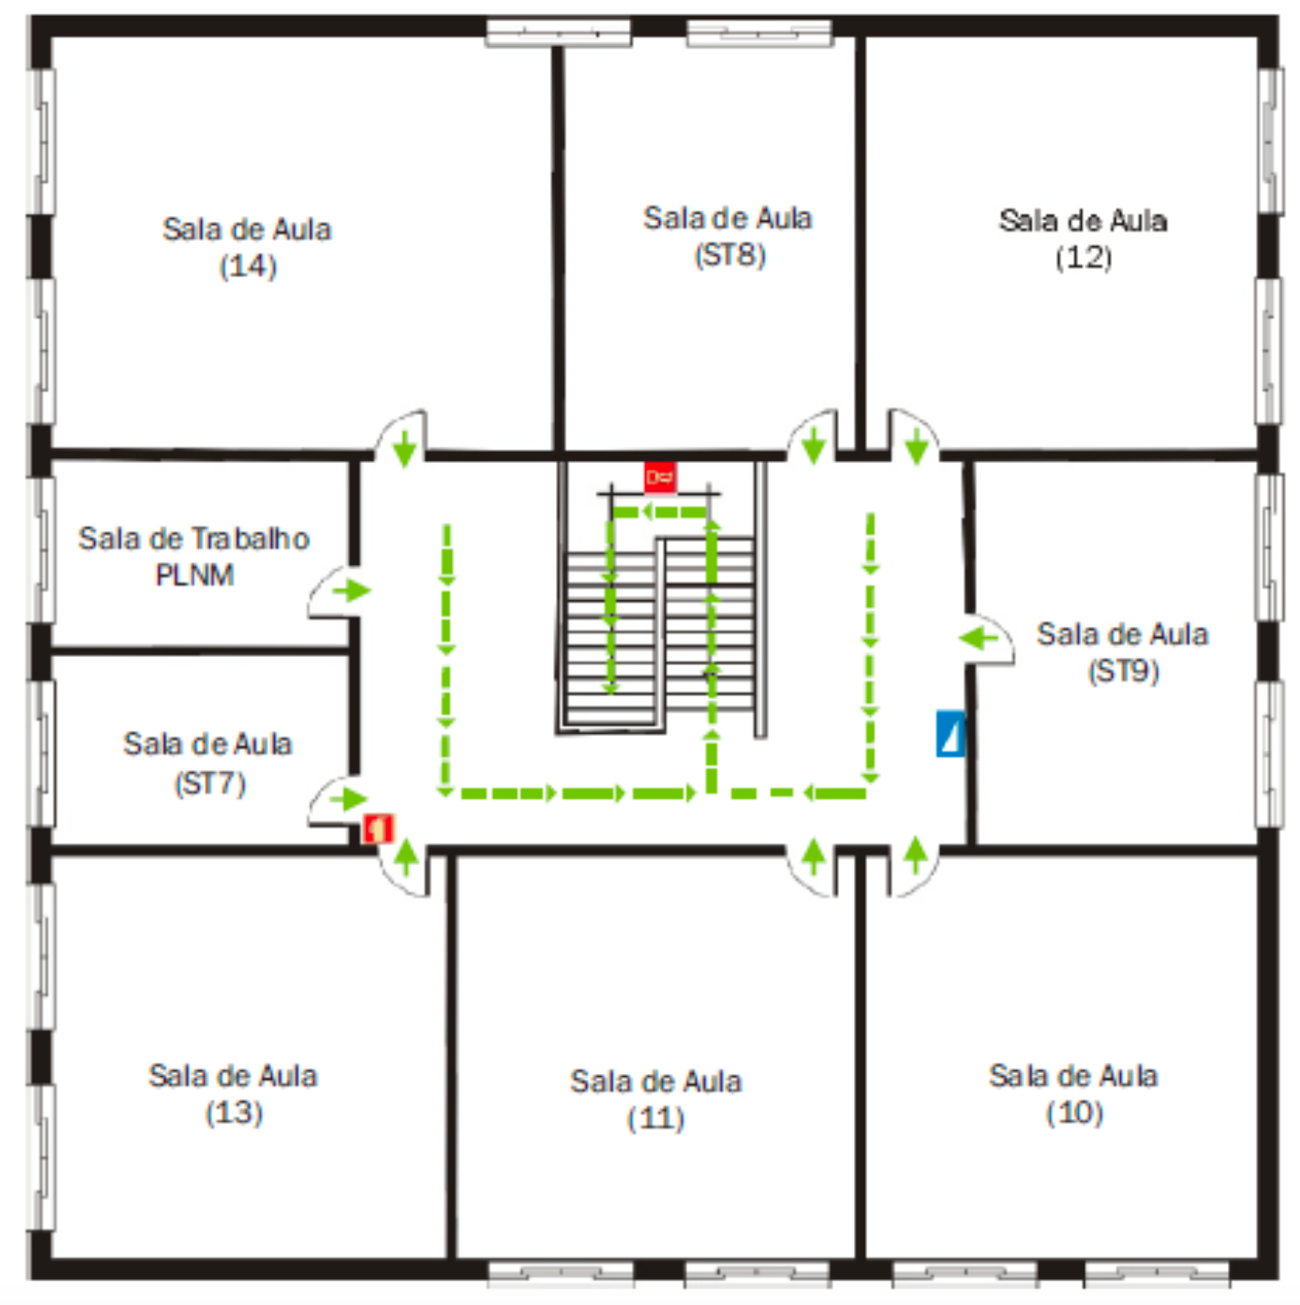 Sala de Aula
(14)
Sala de Aula
(ST8)
Sala de Aula
(12)
Sala de Trabalho
PLNM
Sala de Aula
(ST9)
Sala de Aula
(ST7)
Sala de Aula
(13)
Sala de Aula
(11)
Sala de Aula
(10)